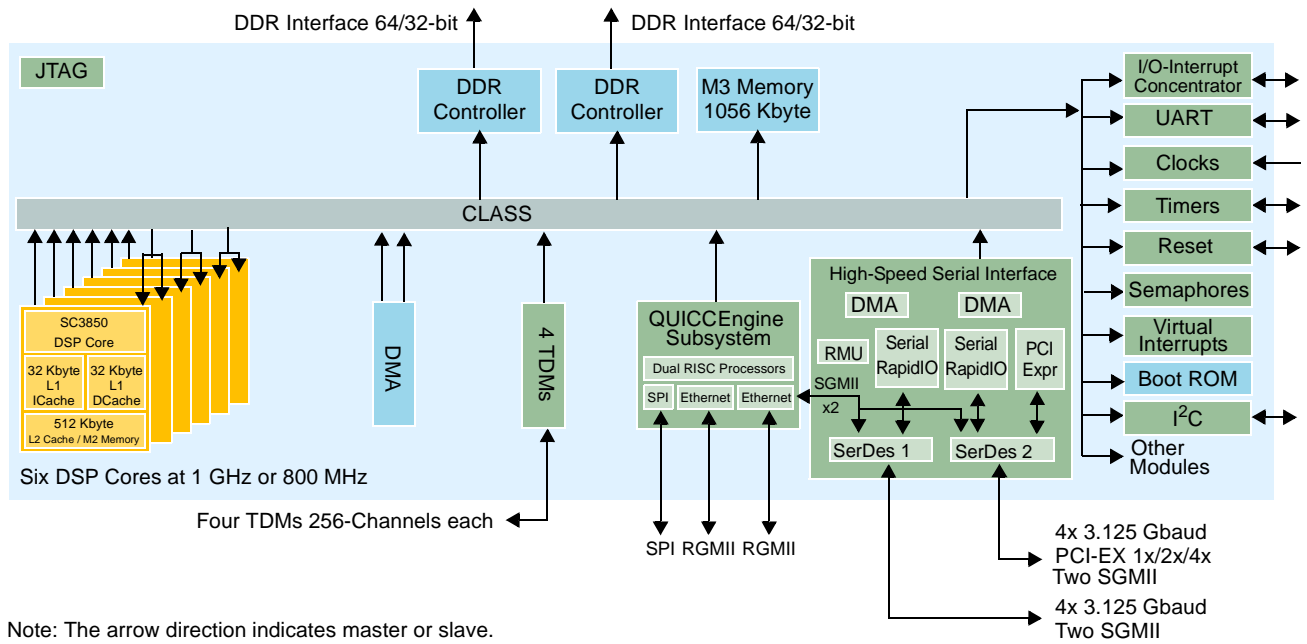 DDR Interface 64/32-bit
DDR Interface 64/32-bit
JTAG
DDR
Controller
DDR
Controller
M3 Memory
1056 Kbyte
I/O-Interrupt
Concentrator
UART
Clocks
Timers
Reset
Semaphores
Virtual
Interrupts
Boot ROM
I²C
Other
Modules
CLASS
SC3850
DSP Core
32 Kbyte
L1
ICache
32 Kbyte
L1
DCache
512 Kbyte
L2 Cache / M2 Memory
Six DSP Cores at 1 GHz or 800 MHz
DMA
4 TDMs
Four TDMs 256-Channels each
QUICCEngine
Subsystem
Dual RISC Processors
SPI
Ethernet
Ethernet
SPI
RGMII
RGMII
High-Speed Serial Interface
DMA
DMA
RMU
Serial
RapidIO
Serial
RapidIO
PCI
Expr
SGMII
x2
SerDes 1
SerDes 2
4x 3.125 Gbaud
PCI-EX 1x/2x/4x
Two SGMII
4x 3.125 Gbaud
Two SGMII
Note: The arrow direction indicates master or slave.